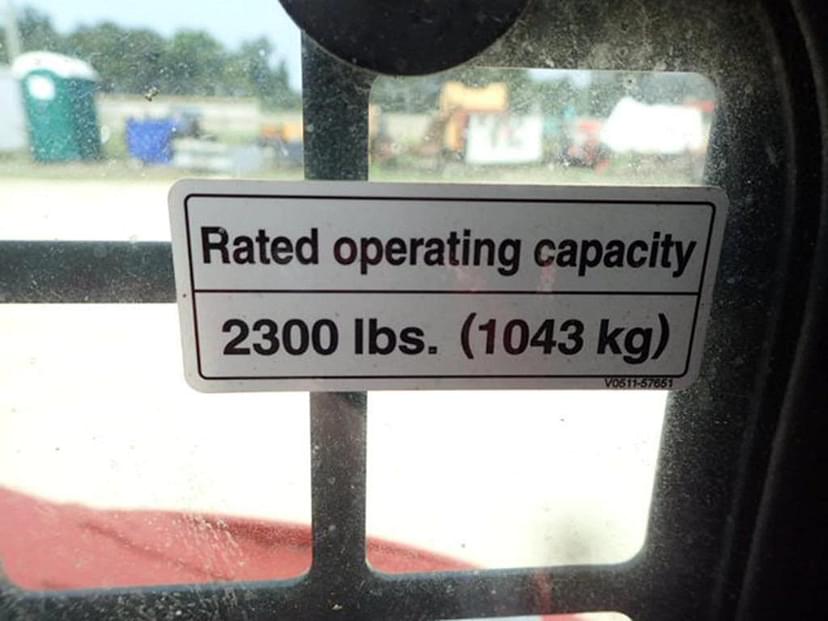 Rated operating capacity
2300 lbs. (1043 kg)
V0511-57651